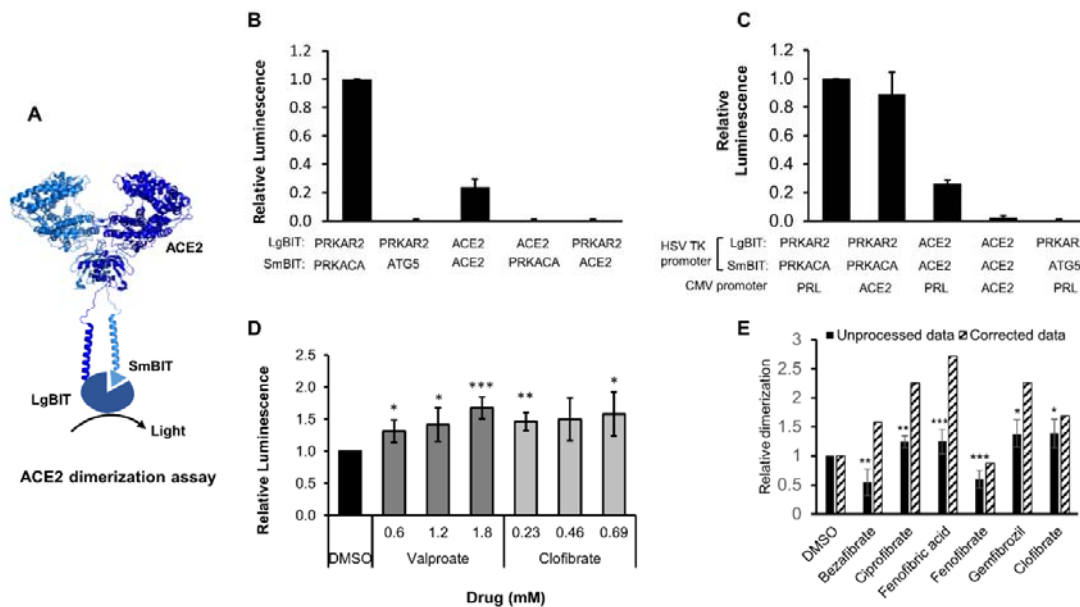 A
ACE2
SmBIT
LgBIT
Light
ACE2 dimerization assay
B
Relative Luminescence
1.2
1.0
0.8
0.6
0.4
0.2
0.0
LgBIT: PRKAR2 PRKAR2 ACE2 ACE2 PRKAR2
SmBIT: PRKACA ATG5 ACE2 PRKACA ACE2
C
Relative
Luminescence
1.2
1.0
0.8
0.6
0.4
0.2
0.0
HSV TK
promoter
LgBIT: PRKAR2 PRKAR2 ACE2 ACE2 PRKAR
SmBIT: PRKACA PRKACA ACE2 ACE2 ATG5
CMV promoter PRL ACE2 PRL ACE2 PRL
D
Relative Luminescence
2.5
2.0
1.5
1.0
0.5
0.0
* * *** ** *
0.6 1.2 1.8 0.23 0.46 0.69
DMSO Valproate Clofibrate
Drug (mM)
E
Unprocessed data Corrected data
Relative dimerization
3
2.5
2
1.5
1
0.5
0
** ** *** *** * *
DMSO
Bezafibrate
Ciprofibrate
Fenofibric acid
Fenofibrate
Gemfibrozil
Clofibrate